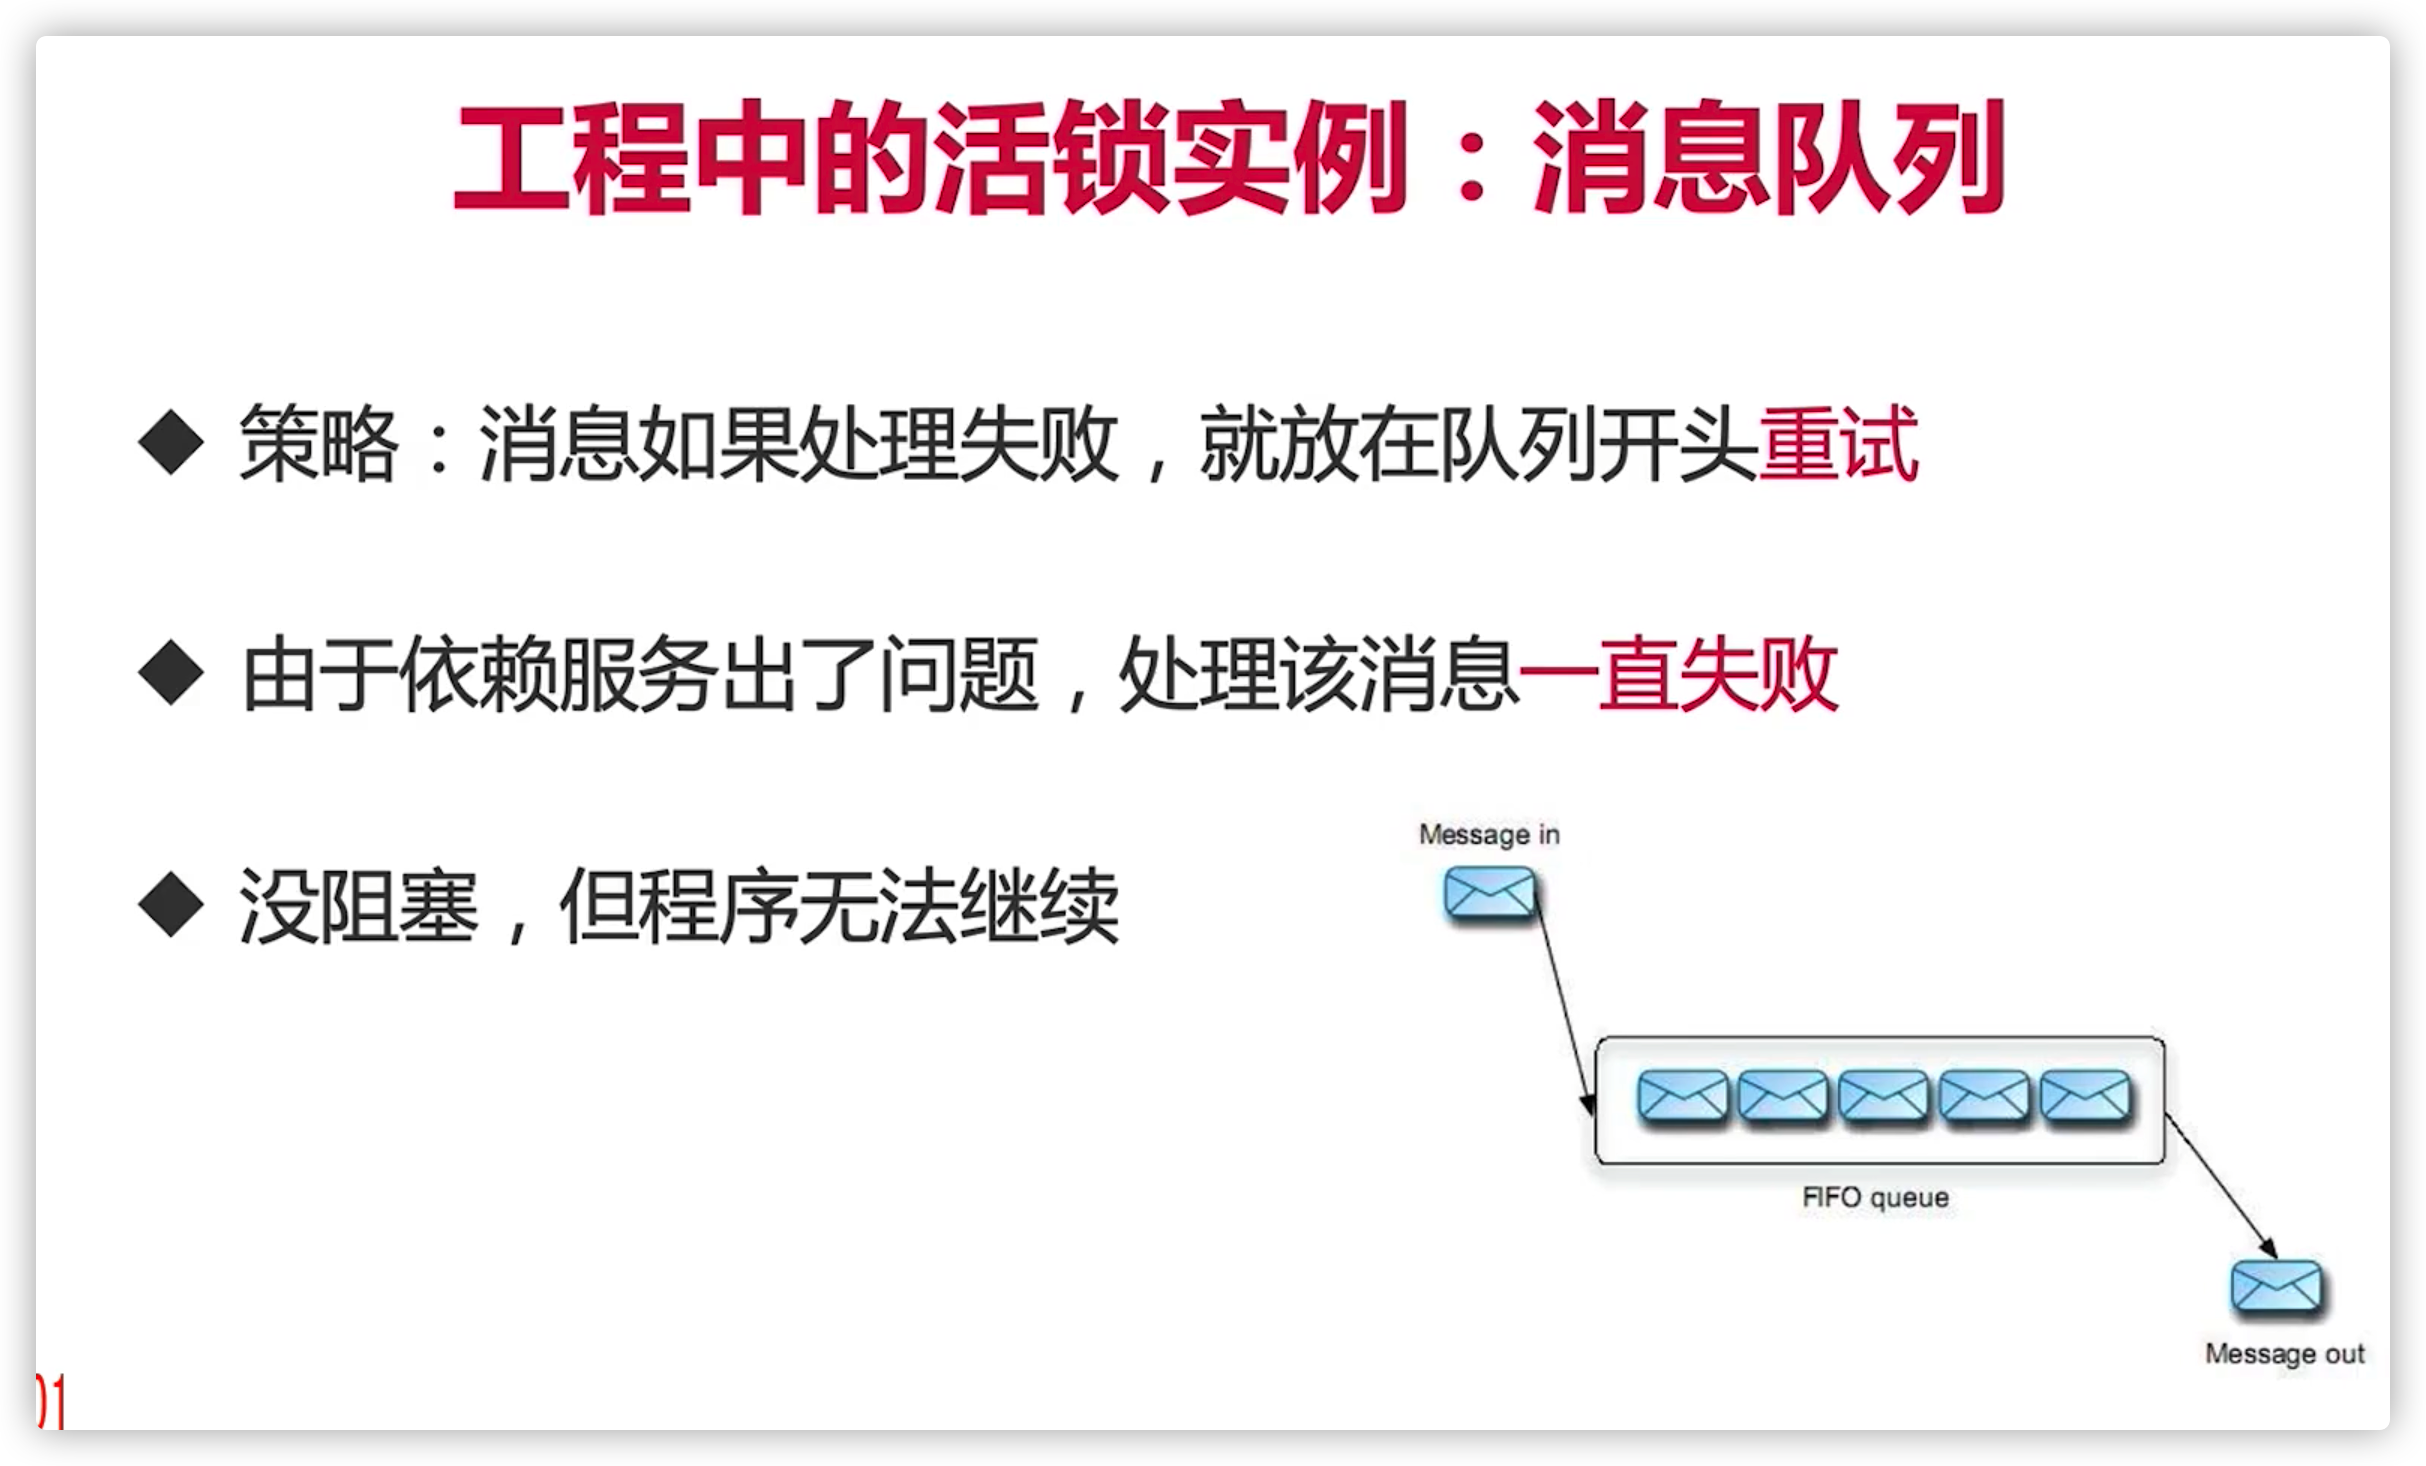 工程中的活锁实例：消息队列
策略：消息如果处理失败，就放在队列开头重试
由于依赖服务出了问题，处理该消息一直失败
没阻塞，但程序无法继续
Message in
FIFO queue
Message out